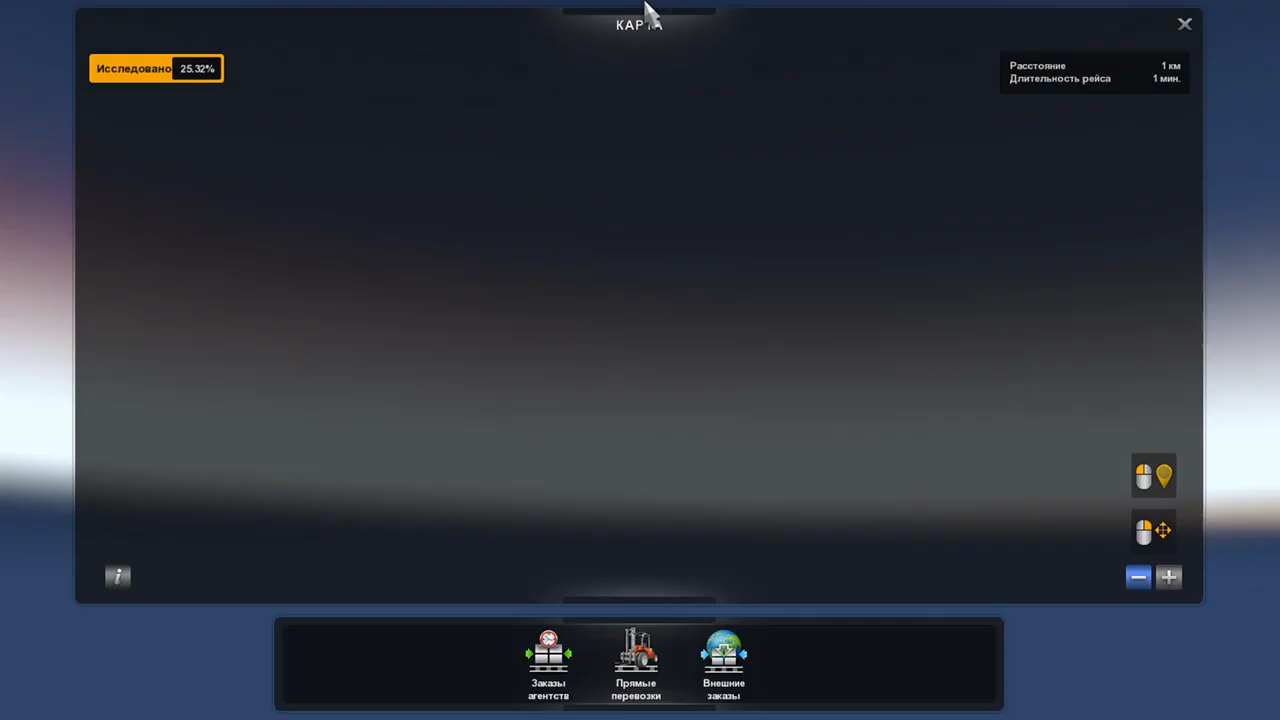 КАРТА
Исследовано 25.32%
Расстояние 1 км
Длительность рейса 1 мин.
i
Заказы
агентств
Прямые
перевозки
Внешние
заказы